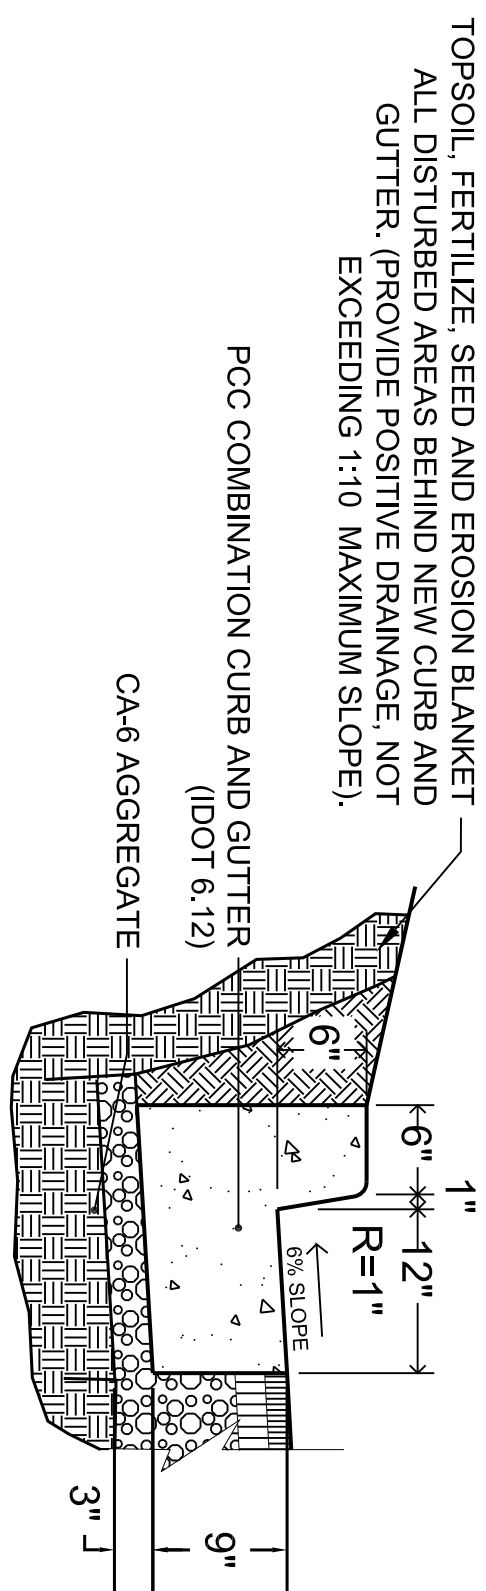 TOPSOIL, FERTILIZE, SEED AND EROSION BLANKET
ALL DISTURBED AREAS BEHIND NEW CURB AND
GUTTER. (PROVIDE POSITIVE DRAINAGE, NOT
EXCEEDING 1:10 MAXIMUM SLOPE).
PCC COMBINATION CURB AND GUTTER
(IDOT 6.12)
CA-6 AGGREGATE
1"
6"
12"
R=1"
6% SLOPE
6"
9"
3"